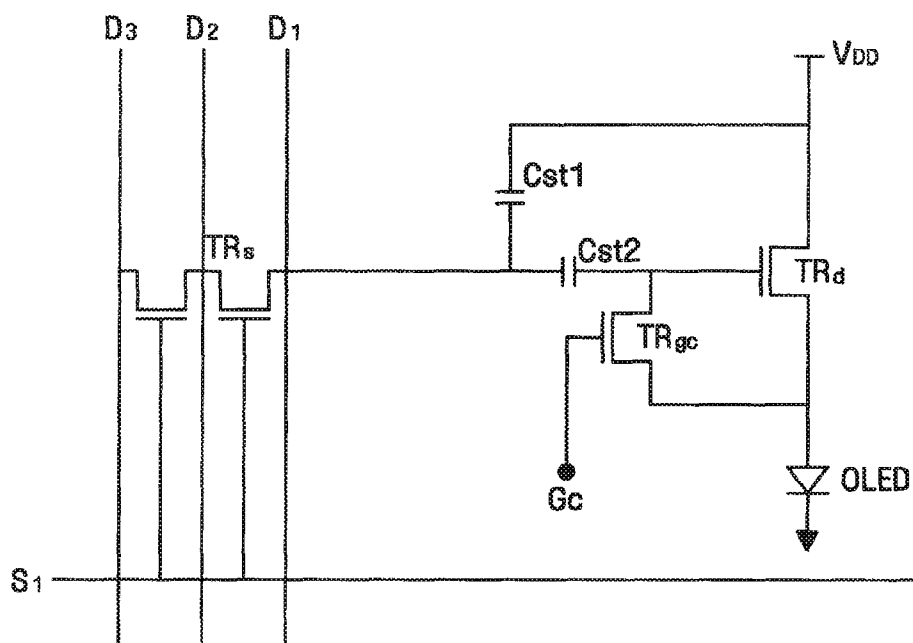 D3 D2 D1
VDD
Cst1
TRs
Cst2
TRd
TRgc
OLED
Gc
S1